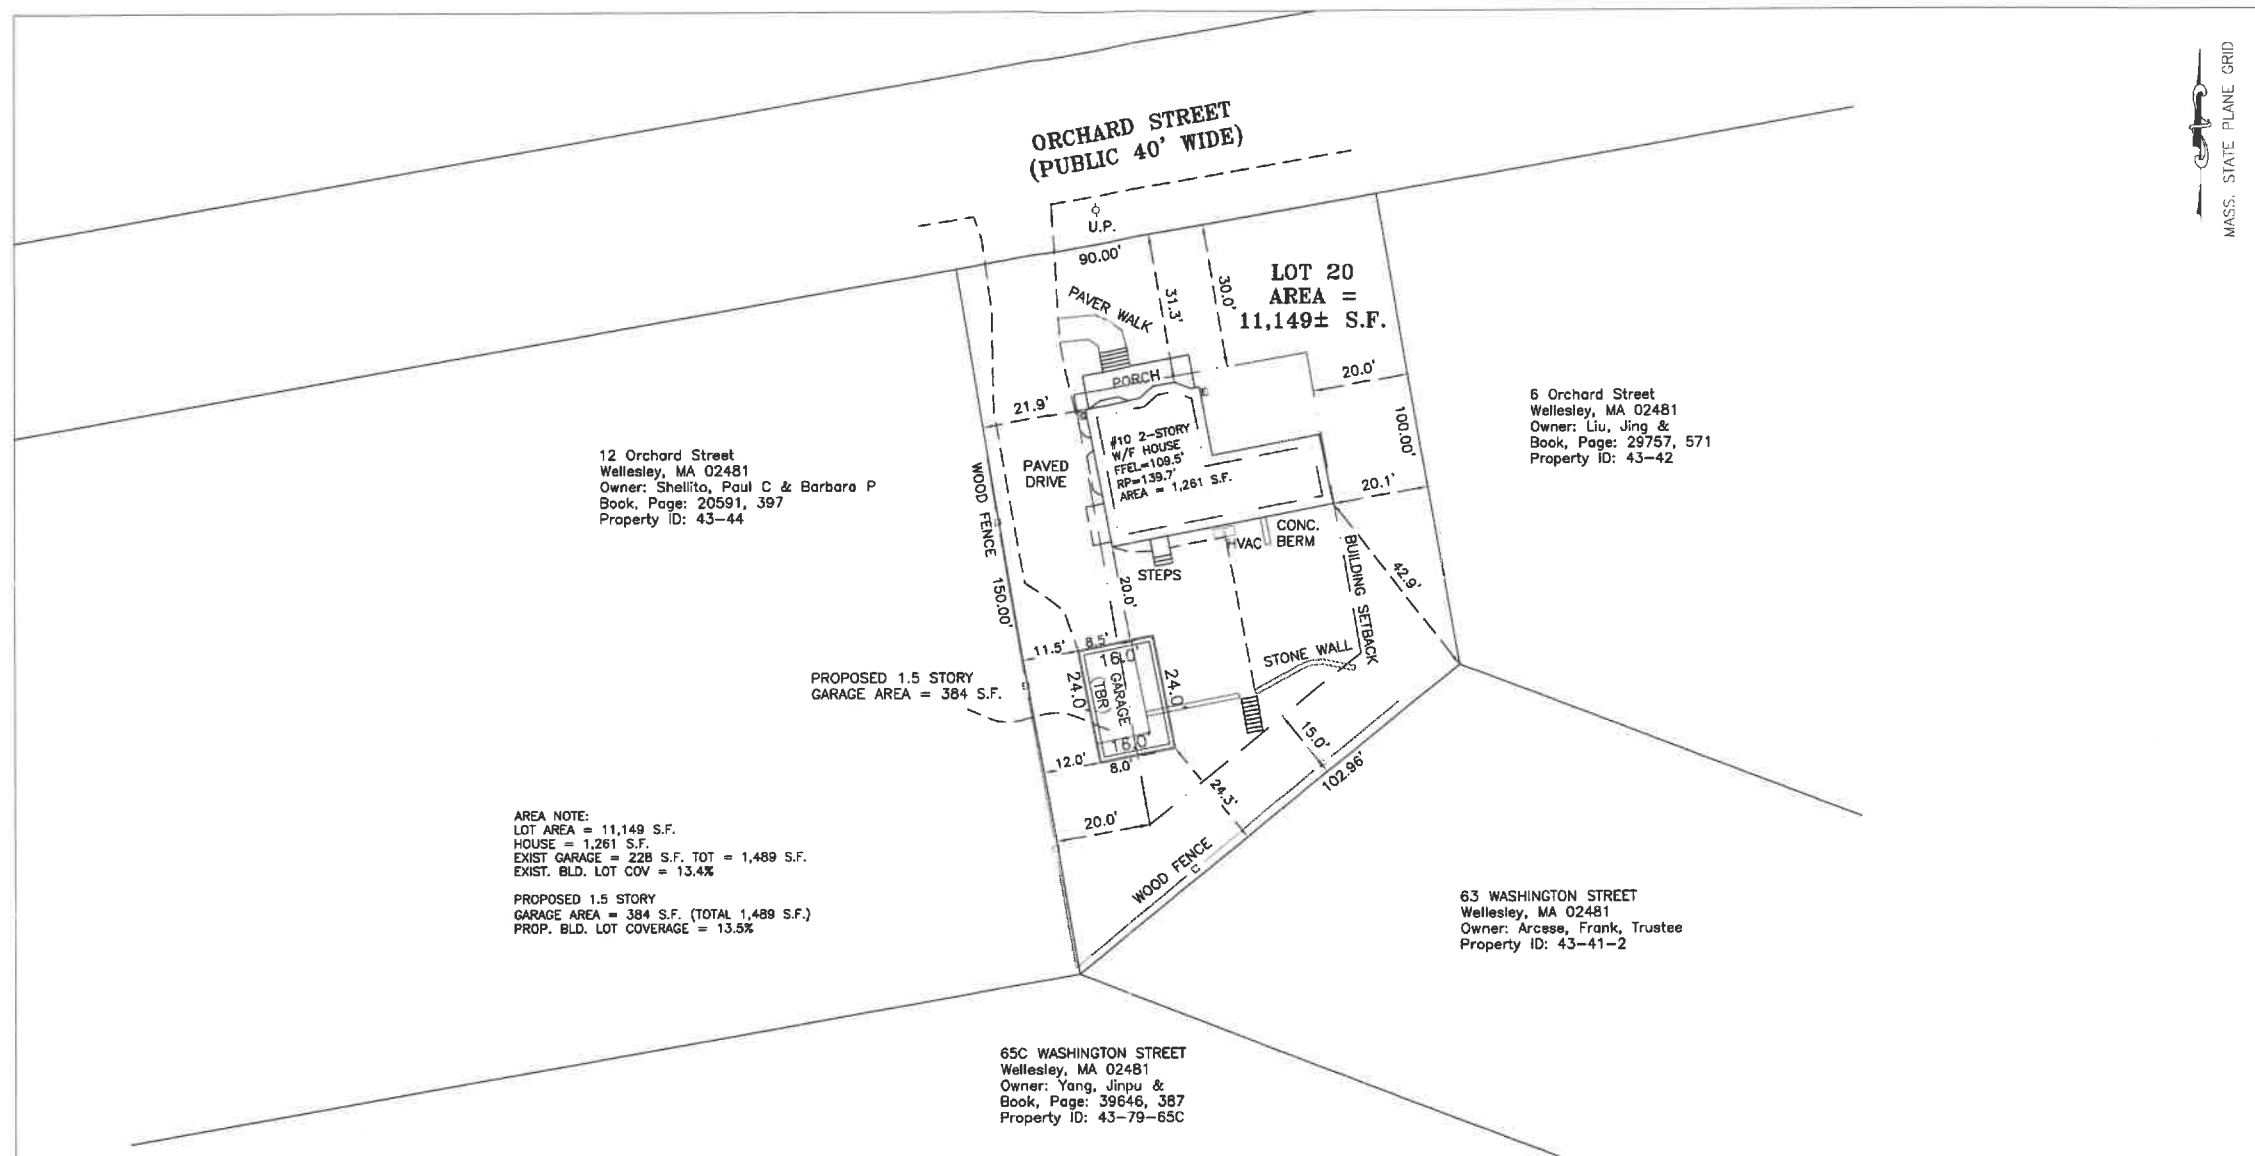 MASS. STATE PLANE GRID
ORCHARD STREET
(PUBLIC 40' WIDE)
U.P.
90.00'
LOT 20
AREA =
11,149± S.F.
PAVER WALK
31.3'
30.0'
PORCH
20.0'
21.9'
100.00'
#10 2-STORY
W/F HOUSE
FFEL=109.5'
RP=139.7'
AREA = 1,261 S.F.
PAVED
DRIVE
20.1'
6 Orchard Street
Wellesley, MA 02481
Owner: Liu, Jing &
Book, Page: 29757, 571
Property ID: 43-42
12 Orchard Street
Wellesley, MA 02481
Owner: Shellito, Paul C & Barbara P
Book, Page: 20591, 397
Property ID: 43-44
WOOD FENCE
150.00'
CONC.
BERM
HVAC
STEPS
20.0'
BUILDING SETBACK
42.9'
11.5'
8.5'
16.0'
STONE WALL
PROPOSED 1.5 STORY
GARAGE AREA = 384 S.F.
24.0'
TBR
GARAGE
24.0'
16.0'
12.0'
8.0'
15.0'
102.96'
24.3'
20.0'
WOOD FENCE
AREA NOTE:
LOT AREA = 11,149 S.F.
HOUSE = 1,261 S.F.
EXIST GARAGE = 228 S.F. TOT = 1,489 S.F.
EXIST. BLD. LOT COV = 13.4%
PROPOSED 1.5 STORY
GARAGE AREA = 384 S.F. (TOTAL 1,489 S.F.)
PROP. BLD. LOT COVERAGE = 13.5%
63 WASHINGTON STREET
Wellesley, MA 02481
Owner: Arcese, Frank, Trustee
Property ID: 43-41-2
65C WASHINGTON STREET
Wellesley, MA 02481
Owner: Yang, Jinpu &
Book, Page: 39646, 387
Property ID: 43-79-65C